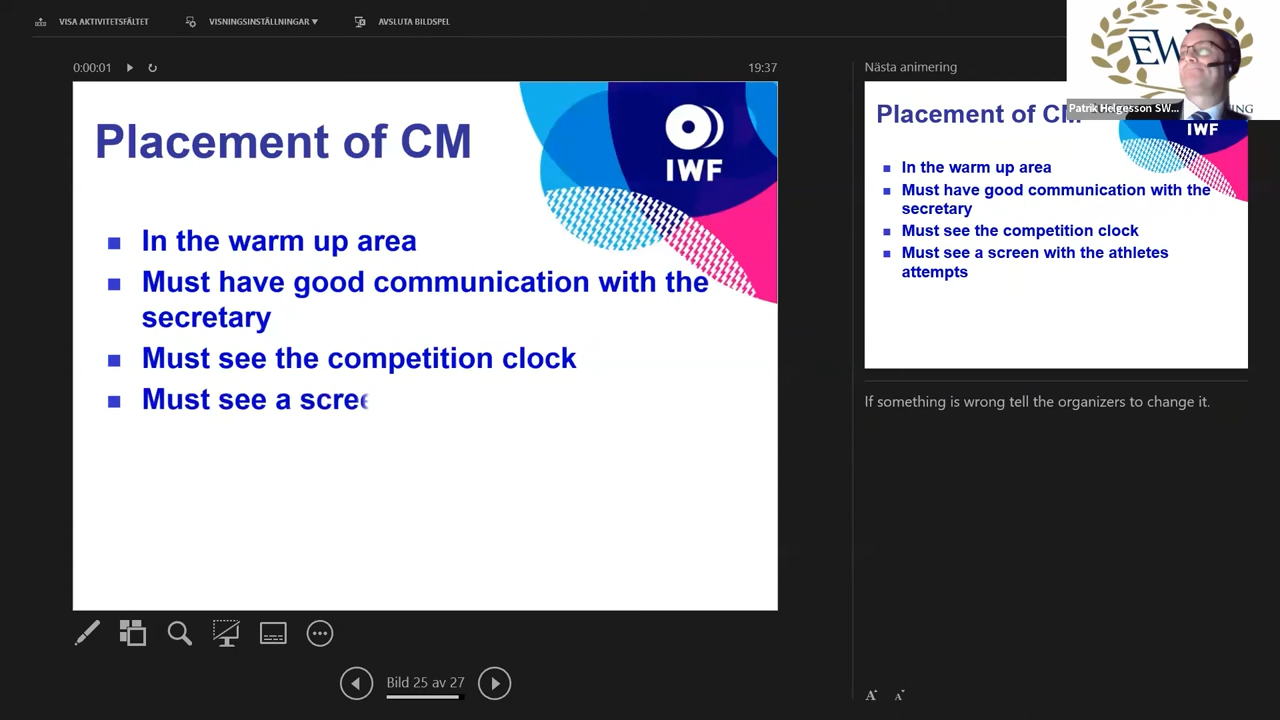 VISA AKTIVITETSFÄLTET
VISNINGSINSTÄLLNINGAR ▼
AVSLUTA BILDSPEL
0:00:01
19:37
Placement of CM
IWF
■ In the warm up area
■ Must have good communication with the
secretary
■ Must see the competition clock
■ Must see a scree
Bild 25 av 27
Nästa animering
EW
Patrik Helgesson SW...
NG
Placement of CM
IWF
■ In the warm up area
■ Must have good communication with the
secretary
■ Must see the competition clock
■ Must see a screen with the athletes
attempts
If something is wrong tell the organizers to change it.
A A